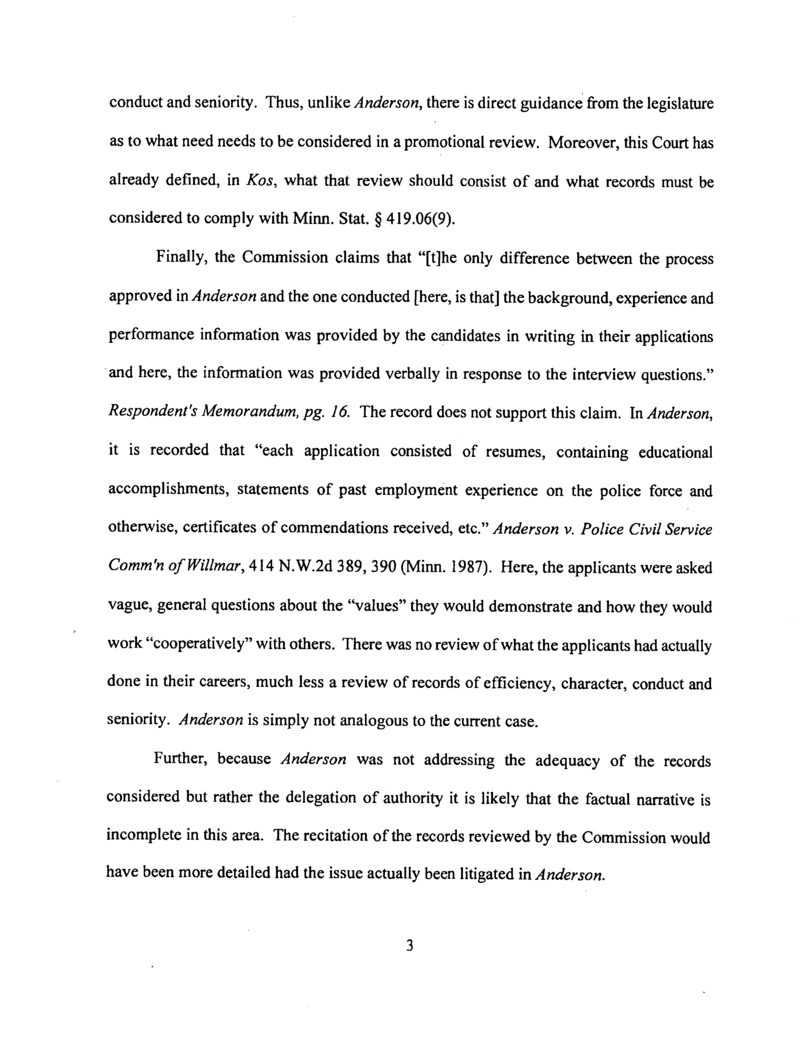 conduct and seniority. Thus, unlike Anderson, there is direct guidance from the legislature
as to what need needs to be considered in a promotional review. Moreover, this Court has
already defined, in Kos, what that review should consist of and what records must be
considered to comply with Minn. Stat. § 419.06(9).
Finally, the Commission claims that “[t]he only difference between the process
approved in Anderson and the one conducted [here, is that] the background, experience and
performance information was provided by the candidates in writing in their applications
and here, the information was provided verbally in response to the interview questions.”
Respondent's Memorandum, pg. 16. The record does not support this claim. In Anderson,
it is recorded that “each application consisted of resumes, containing educational
accomplishments, statements of past employment experience on the police force and
otherwise, certificates of commendations received, etc.” Anderson v. Police Civil Service
Comm'n of Willmar, 414 N.W.2d 389, 390 (Minn. 1987). Here, the applicants were asked
vague, general questions about the “values” they would demonstrate and how they would
work “cooperatively” with others. There was no review of what the applicants had actually
done in their careers, much less a review of records of efficiency, character, conduct and
seniority. Anderson is simply not analogous to the current case.
Further, because Anderson was not addressing the adequacy of the records
considered but rather the delegation of authority it is likely that the factual narrative is
incomplete in this area. The recitation of the records reviewed by the Commission would
have been more detailed had the issue actually been litigated in Anderson.
3